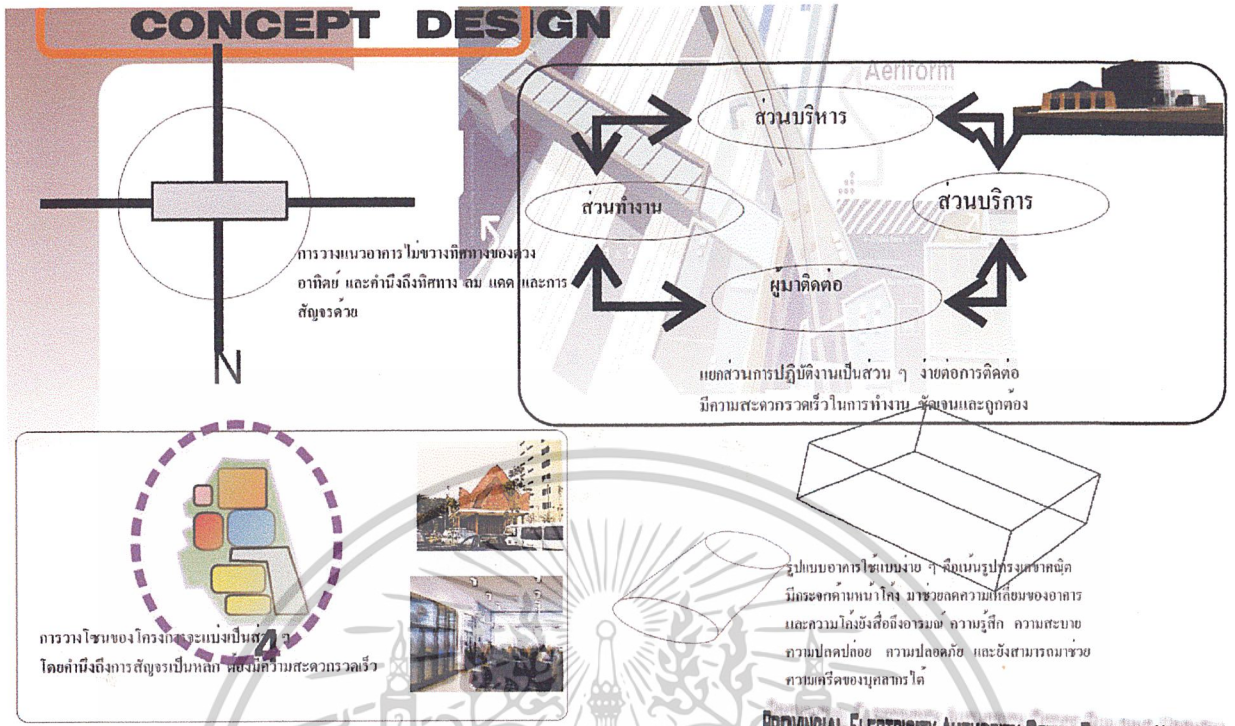 CONCEPT DESIGN
Aeriform
ส่วนบริหาร
ส่วนทำงาน
ส่วนบริการ
ผู้มาติดต่อ
การวางแนวอาคารไม่ขวางทิศทางของดวง
อาทิตย์ และคำนึงถึงทิศทาง ลม แดด และการ
สัญจรด้วย
N
แยกส่วนการปฏิบัติงานเป็นส่วน ๆ ง่ายต่อการติดต่อ
มีความสะดวกรวดเร็วในการทำงาน ชัดเจนและถูกต้อง
การวางโซนของโครงการจะแบ่งเป็นส่วน ๆ
4
โดยคำนึงถึงการสัญจรเป็นหลัก ต้องมีความสะดวกรวดเร็ว
รูปแบบอาคารใช้แบบง่าย ๆ คือเน้นรูปทรงเลขาคณิต
มีกระจกด้านหน้าโค้ง มาช่วยลดความเหลี่ยมของอาคาร
และความโค้งยังสื่อถึงอารมณ์ ความรู้สึก ความสะบาย
ความปลดปล่อย ความปลอดภัย และยังสามารถมาช่วย
ความเครีดของบุคลากรได้
PROVINCIAL ELECTRICITY AUTHORITY